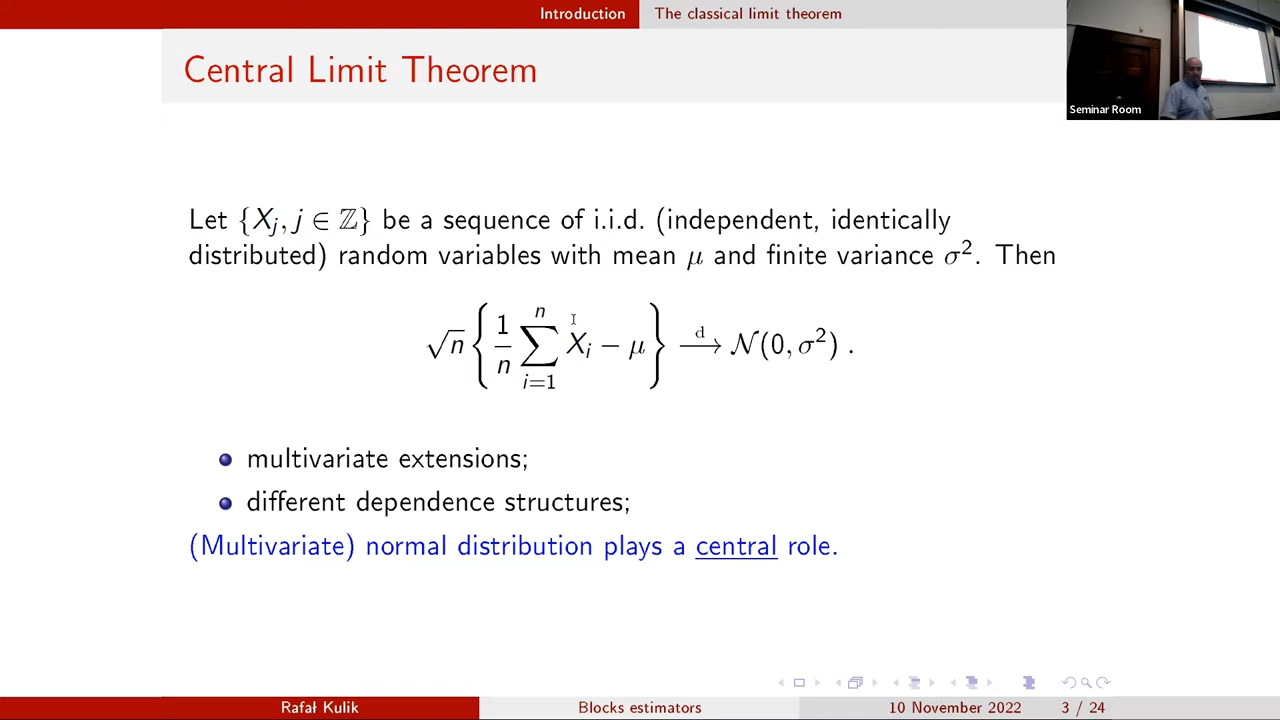 Introduction The classical limit theorem
Central Limit Theorem
Seminar Room
Let {X_j, j ∈ ℤ} be a sequence of i.i.d. (independent, identically
distributed) random variables with mean μ and finite variance σ². Then
√n { 1/n ∑_{i=1}^{n} X_i − μ } →^d 𝒩(0, σ²) .
multivariate extensions;
different dependence structures;
(Multivariate) normal distribution plays a central role.
Rafał Kulik Blocks estimators 10 November 2022 3 / 24